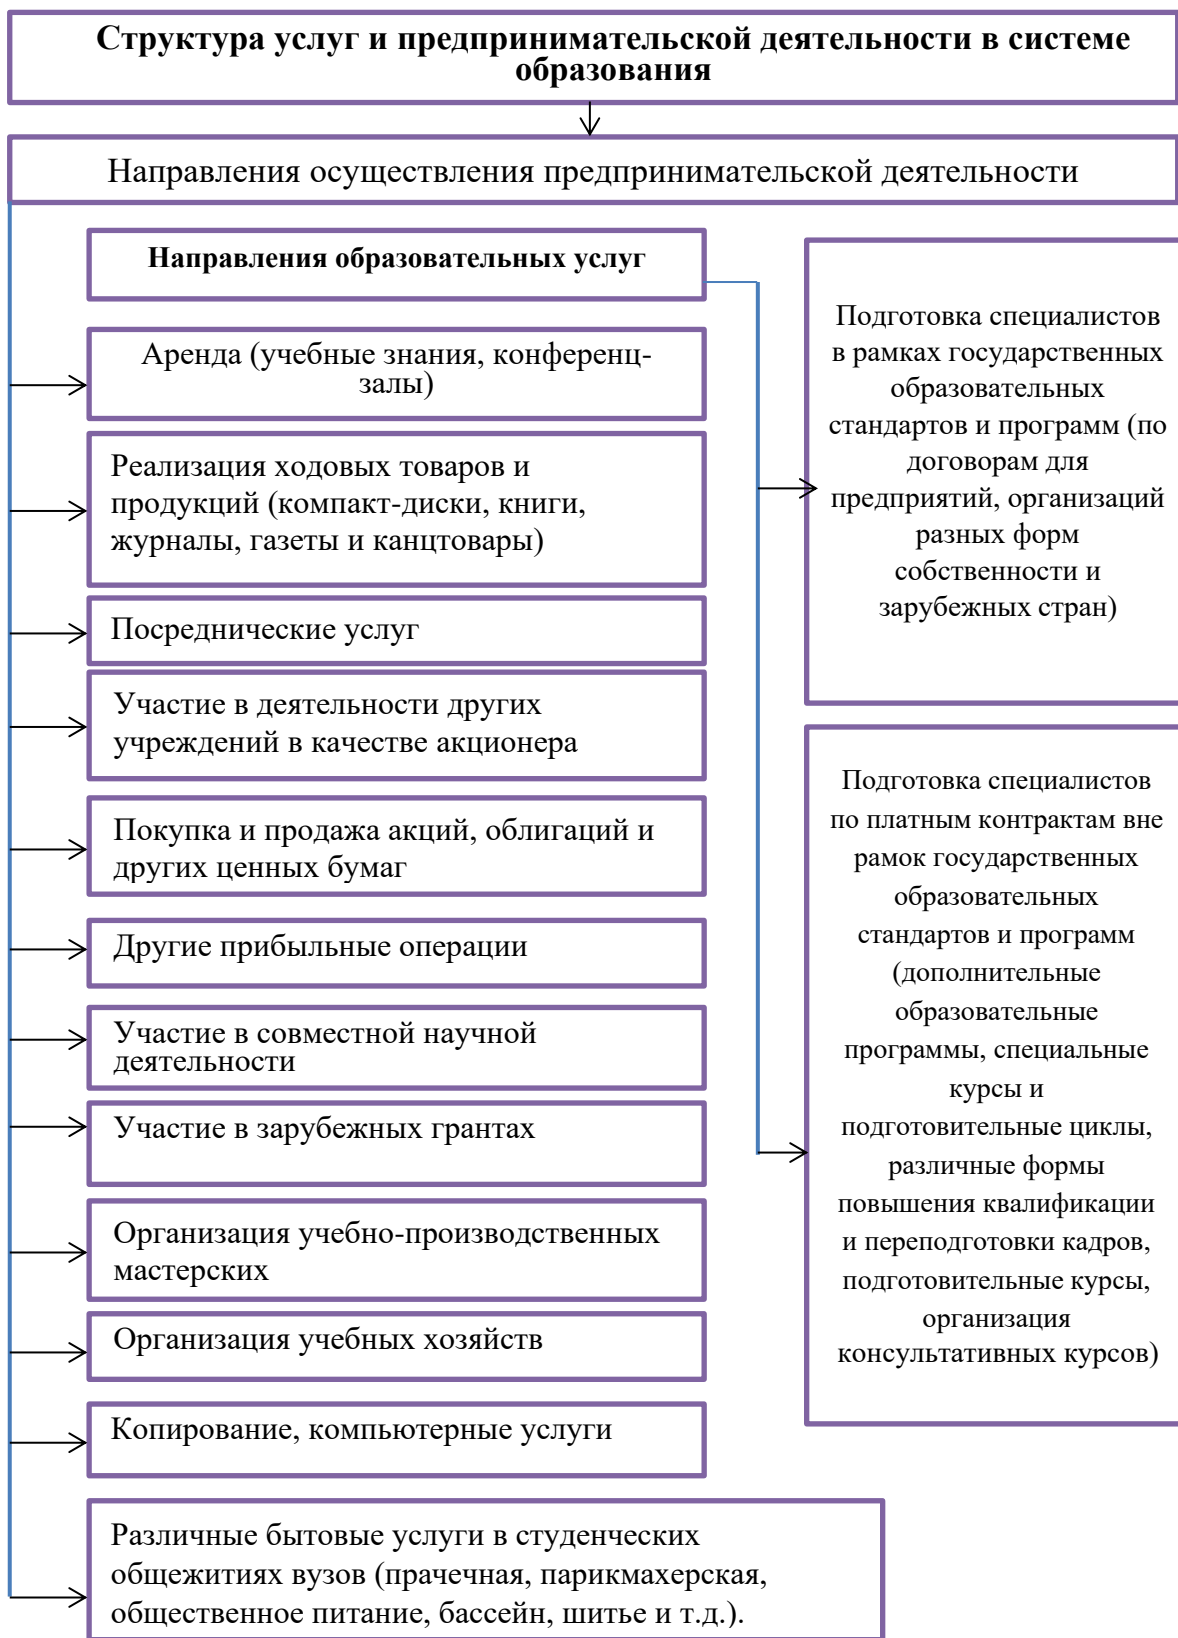 Структура услуг и предпринимательской деятельности в системе
образования
Направления осуществления предпринимательской деятельности
Направления образовательных услуг
Аренда (учебные знания, конференц-
залы)
Реализация ходовых товаров и
продукций (компакт-диски, книги,
журналы, газеты и канцтовары)
Посреднические услуг
Участие в деятельности других
учреждений в качестве акционера
Покупка и продажа акций, облигаций и
других ценных бумаг
Другие прибыльные операции
Участие в совместной научной
деятельности
Участие в зарубежных грантах
Организация учебно-производственных
мастерских
Организация учебных хозяйств
Копирование, компьютерные услуги
Различные бытовые услуги в студенческих
общежитиях вузов (прачечная, парикмахерская,
общественное питание, бассейн, шитье и т.д.).
Подготовка специалистов
в рамках государственных
образовательных
стандартов и программ (по
договорам для
предприятий, организаций
разных форм
собственности и
зарубежных стран)
Подготовка специалистов
по платным контрактам вне
рамок государственных
образовательных
стандартов и программ
(дополнительные
образовательные
программы, специальные
курсы и
подготовительные циклы,
различные формы
повышения квалификации
и переподготовки кадров,
подготовительные курсы,
организация
консультативных курсов)